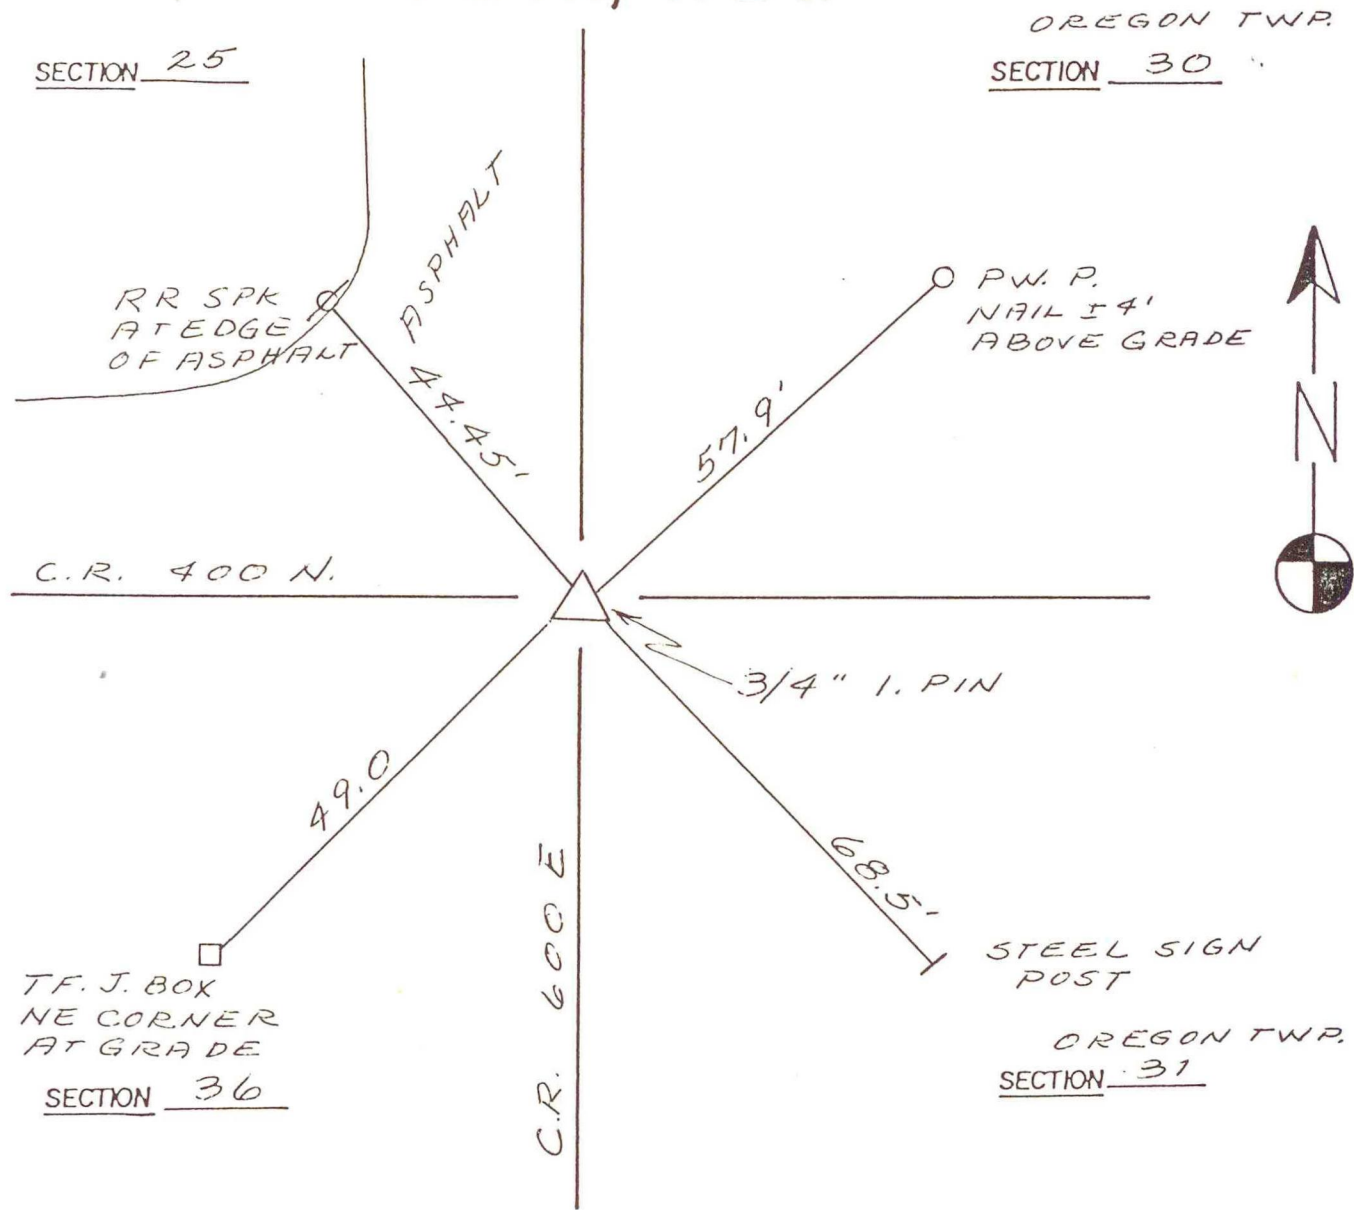 OREGON TWP.
SECTION 25
SECTION 30
ASPHALT
RR SPK
AT EDGE
OF ASPHALT
PW. P.
NAIL ± 4'
ABOVE GRADE
44.45'
57.9'
N
C.R. 400 N.
3/4" I. PIN
49.0
68.5'
C.R. 600 E
STEEL SIGN
POST
TF. J. BOX
NE CORNER
AT GRADE
OREGON TWP.
SECTION 36
SECTION 31